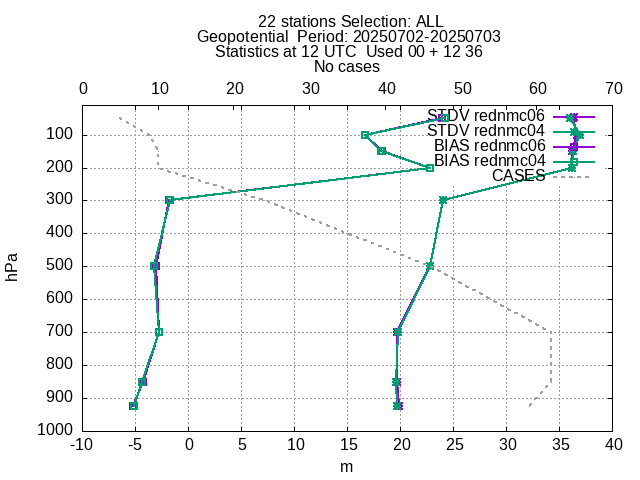 22 stations Selection: ALL
Geopotential  Period: 20250702-20250703
Statistics at 12 UTC  Used 00 + 12 36
No cases
0 10 20 30 40 50 60 70
STDV rednmc06
STDV rednmc04
BIAS rednmc06
BIAS rednmc04
CASES
100
200
300
400
500
600
700
800
900
1000
hPa
-10 -5 0 5 10 15 20 25 30 35 40
m